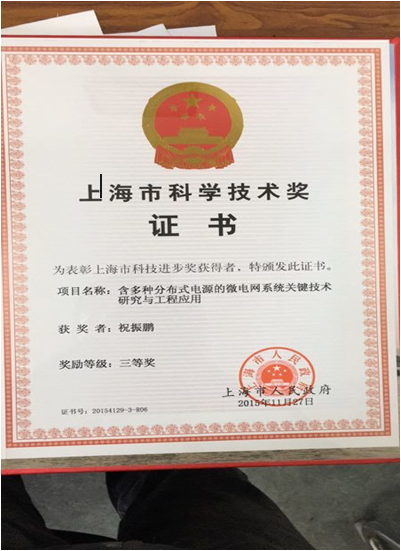 上海市科学技术奖
证书
为表彰上海市科技进步奖获得者，特颁发此证书。
项目名称：含多种分布式电源的微电网系统关键技术
研究与工程应用
获奖者：祝振鹏
奖励等级：三等奖
上海市人民政府
上海市人民政府
2015年11月27日
证书号：20154129-3-R06